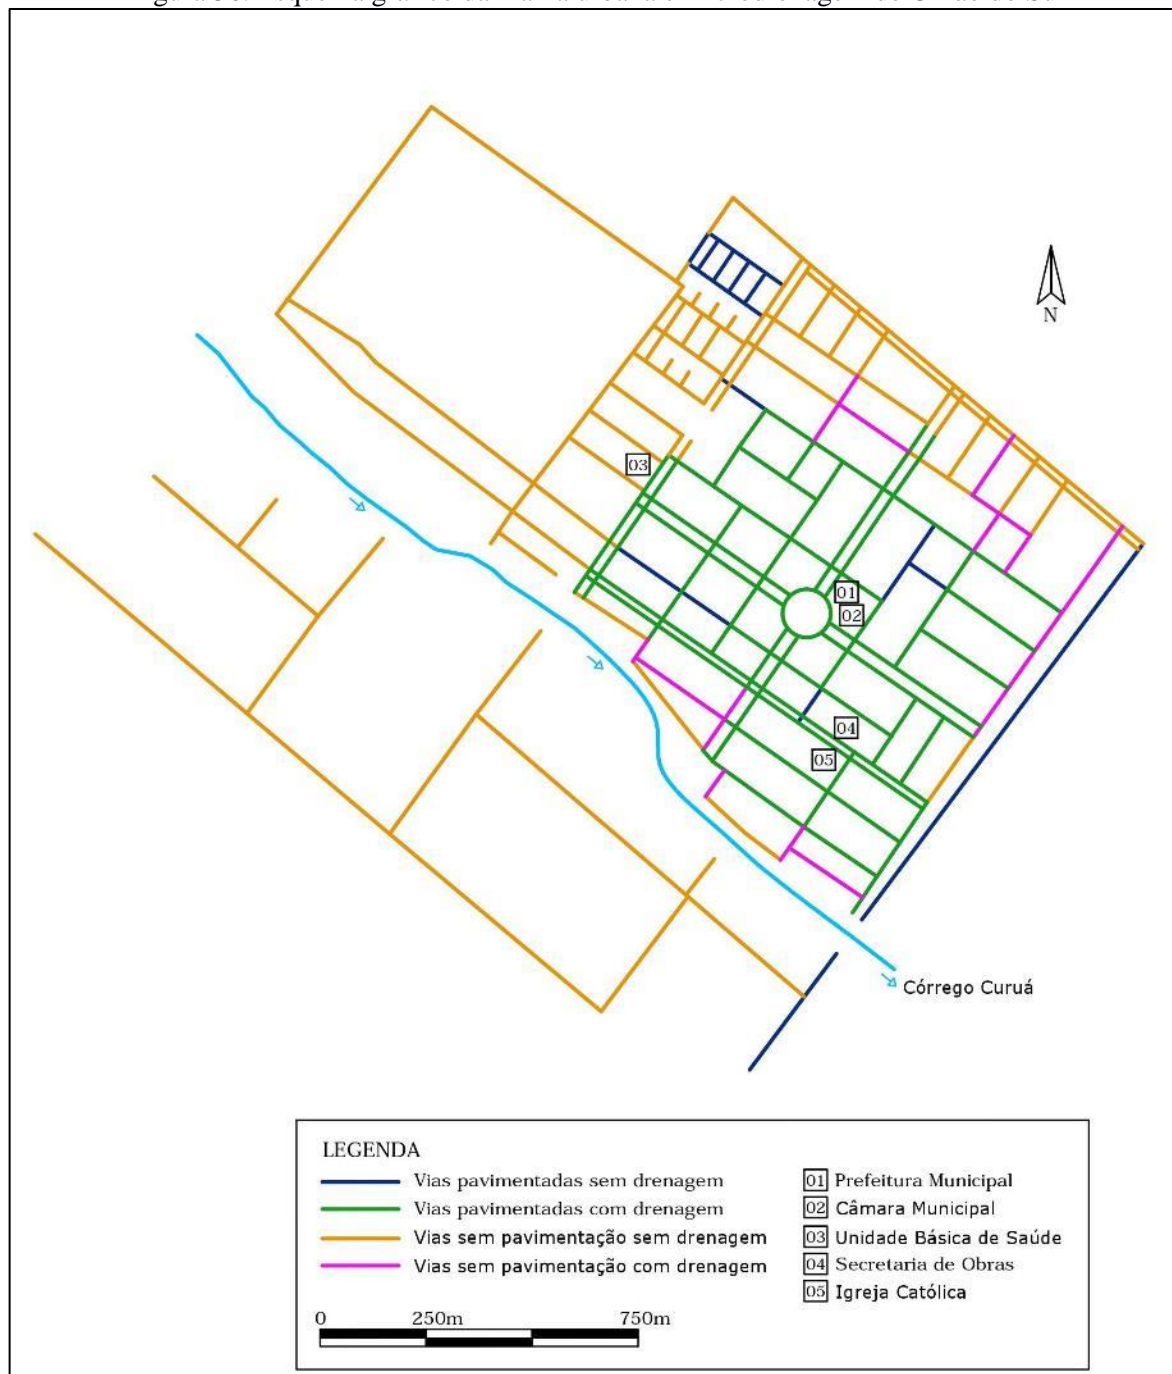 N
03
01
02
04
05
Córrego Curuá
LEGENDA
Vias pavimentadas sem drenagem
Vias pavimentadas com drenagem
Vias sem pavimentação sem drenagem
Vias sem pavimentação com drenagem
01 Prefeitura Municipal
02 Câmara Municipal
03 Unidade Básica de Saúde
04 Secretaria de Obras
05 Igreja Católica
0 250m 750m